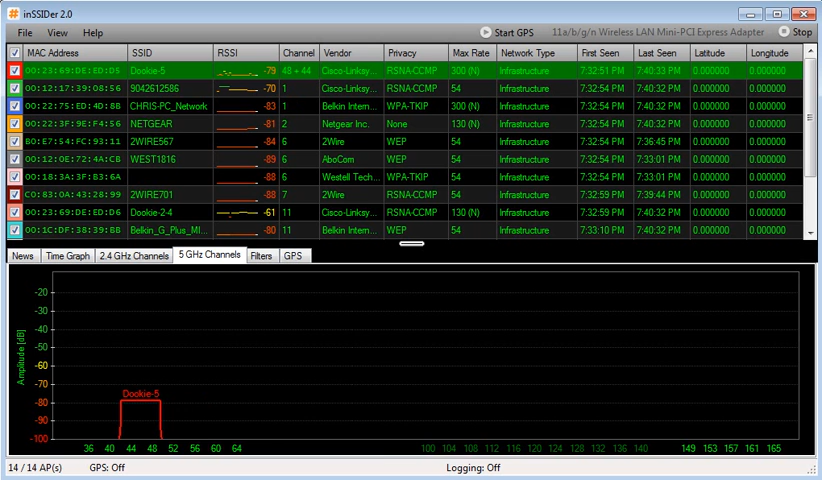 inSSIDer 2.0
File View Help Start GPS 11a/b/g/n Wireless LAN Mini-PCI Express Adapter Stop
MAC Address SSID RSSI Channel Vendor Privacy Max Rate Network Type First Seen Last Seen Latitude Longitude
00:23:69:DE:ED:D5 Dookie-5 -79 48 + 44 Cisco-Linksy... RSNA-CCMP 300 (N) Infrastructure 7:32:51 PM 7:40:33 PM 0.000000 0.000000
00:12:17:39:08:56 9042612586 -70 1 Cisco-Linksy... RSNA-CCMP 54 Infrastructure 7:32:54 PM 7:40:32 PM 0.000000 0.000000
00:22:75:ED:4D:8B CHRIS-PC_Network -83 1 Belkin Intern... WPA-TKIP 300 (N) Infrastructure 7:32:54 PM 7:40:32 PM 0.000000 0.000000
00:22:3F:9E:F4:56 NETGEAR -81 2 Netgear Inc. None 130 (N) Infrastructure 7:32:54 PM 7:40:32 PM 0.000000 0.000000
B0:E7:54:FC:93:11 2WIRE567 -84 6 2Wire WEP 54 Infrastructure 7:32:54 PM 7:36:45 PM 0.000000 0.000000
00:12:0E:72:4A:CB WEST1816 -89 6 AboCom WEP 54 Infrastructure 7:32:54 PM 7:33:01 PM 0.000000 0.000000
00:18:3A:3F:B3:6A -88 6 Westell Tech... WPA-TKIP 54 Infrastructure 7:32:54 PM 7:33:01 PM 0.000000 0.000000
C0:83:0A:43:28:99 2WIRE701 -88 7 2Wire WPA-TKIP 54 Infrastructure 7:32:59 PM 7:39:44 PM 0.000000 0.000000
00:23:69:DE:ED:D6 Dookie-2-4 -61 11 Cisco-Linksy... RSNA-CCMP 130 (N) Infrastructure 7:32:59 PM 7:40:32 PM 0.000000 0.000000
00:1C:DF:38:39:BB Belkin_G_Plus_MI... -80 11 Belkin Intern... WEP 54 Infrastructure 7:33:10 PM 7:40:32 PM 0.000000 0.000000
News Time Graph 2.4 GHz Channels 5 GHz Channels Filters GPS
-20
-30
-40
-50
Amplitude [dB]
-60
-70
Dookie-5
-80
-90
-100
36 40 44 48 52 56 60 64 100 104 108 112 116 120 124 128 132 136 140 149 153 157 161 165
14 / 14 AP(s) GPS: Off Logging: Off